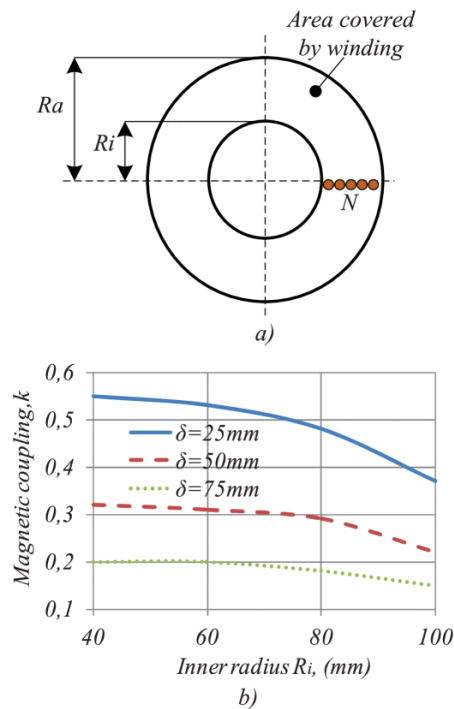 Area covered
by winding
Ra
Ri
N
a)
Magnetic coupling,k
0,6
0,5
0,4
0,3
0,2
0,1
δ=25mm
δ=50mm
δ=75mm
40 60 80 100
Inner radius Ri, (mm)
b)